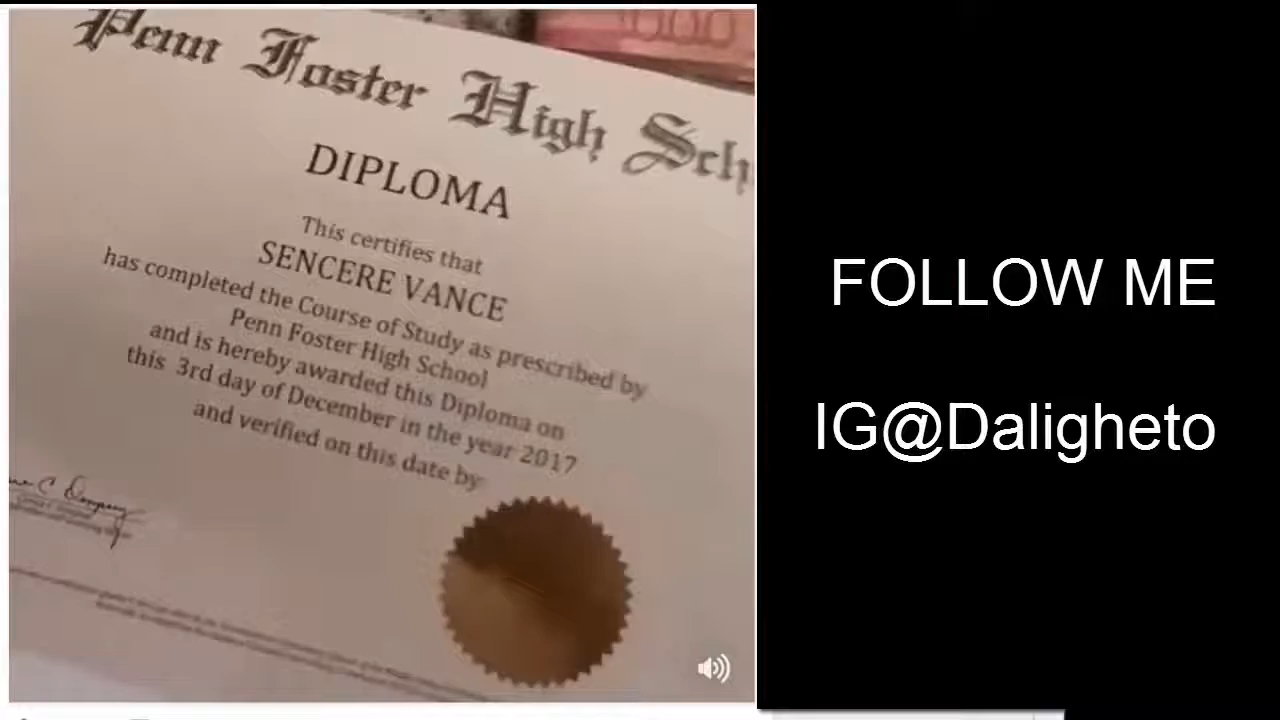 Penn Foster High Sch
DIPLOMA
This certifies that
SENCERE VANCE
has completed the Course of Study as prescribed by
Penn Foster High School
and is hereby awarded this Diploma on
this 3rd day of December in the year 2017
and verified on this date by:
FOLLOW ME
IG@Daligheto